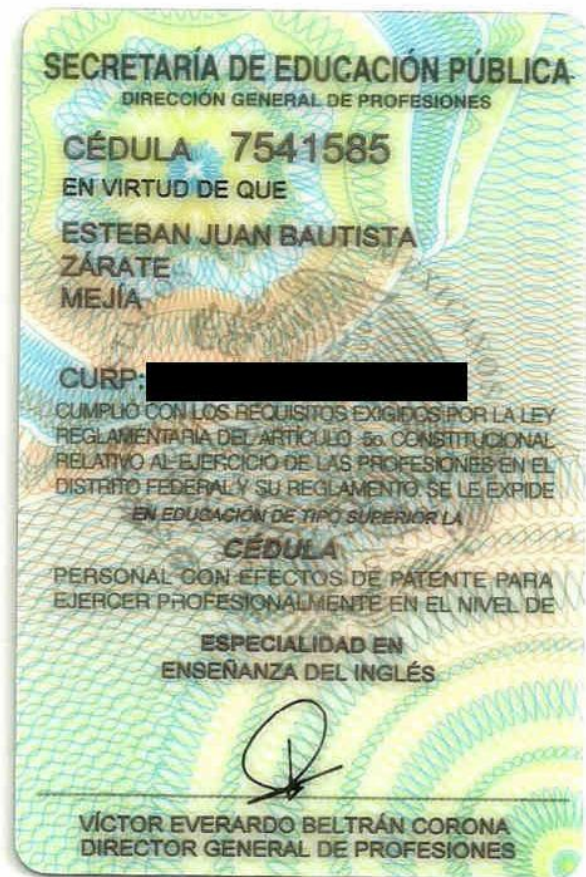 SECRETARÍA DE EDUCACIÓN PÚBLICA
DIRECCIÓN GENERAL DE PROFESIONES
CÉDULA 7541585
EN VIRTUD DE QUE
ESTEBAN JUAN BAUTISTA
ZÁRATE
MEJÍA
CURP:
CUMPLIO CON LOS REQUISITOS EXIGIDOS POR LA LEY
REGLAMENTARIA DEL ARTÍCULO 5o. CONSTITUCIONAL
RELATIVO AL EJERCICIO DE LAS PROFESIONES EN EL
DISTRITO FEDERAL Y SU REGLAMENTO, SE LE EXPIDE
EN EDUCACIÓN DE TIPO SUPERIOR LA
CÉDULA
PERSONAL CON EFECTOS DE PATENTE PARA
EJERCER PROFESIONALMENTE EN EL NIVEL DE
ESPECIALIDAD EN
ENSEÑANZA DEL INGLÉS
VÍCTOR EVERARDO BELTRÁN CORONA
DIRECTOR GENERAL DE PROFESIONES